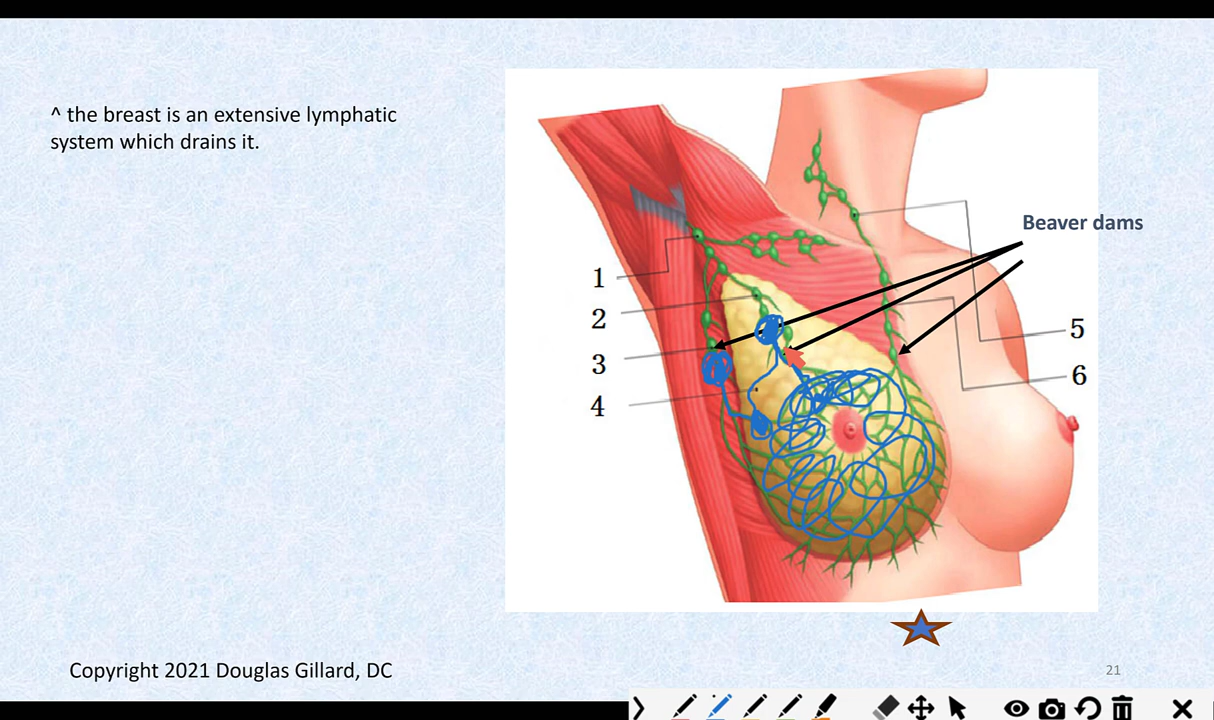 ^ the breast is an extensive lymphatic
system which drains it.
Beaver dams
1
2
3
4
5
6
Copyright 2021 Douglas Gillard, DC
21